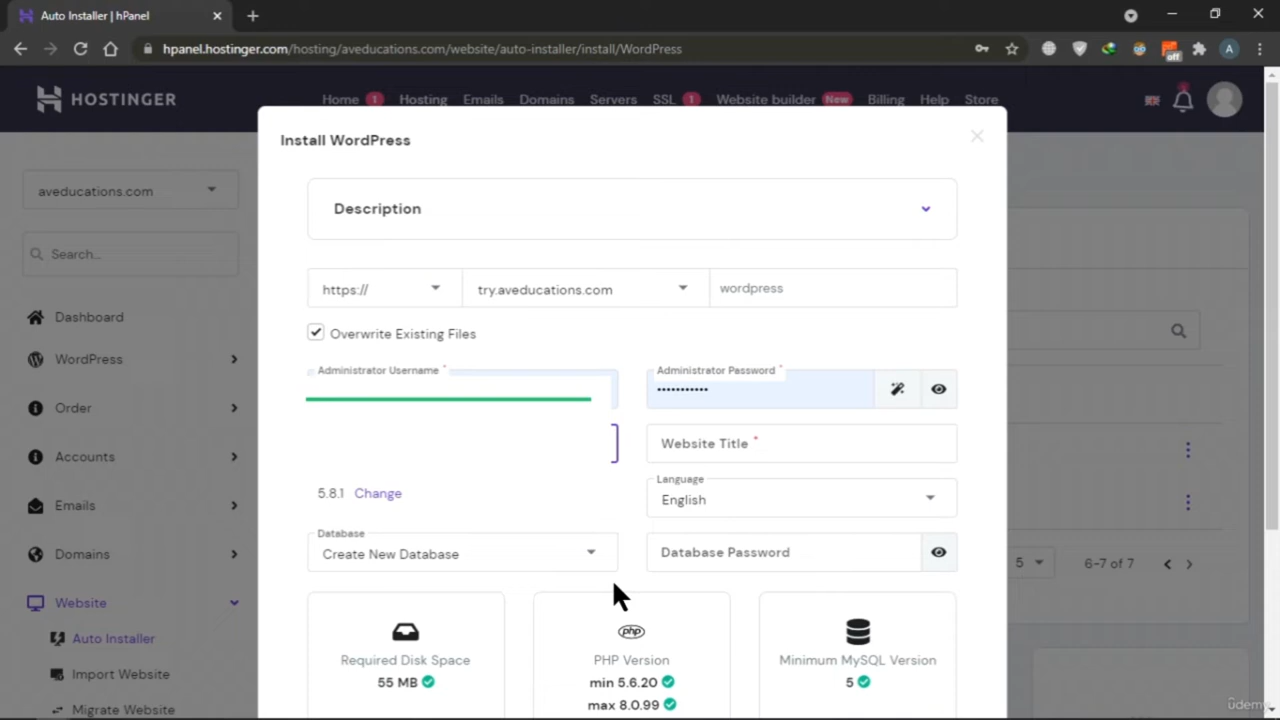 Auto Installer | hPanel
hpanel.hostinger.com/hosting/aveducations.com/website/auto-installer/install/WordPress
off
A
HOSTINGER
Home 1 Hosting Emails Domains Servers SSL 1 Website builder New Billing Help Store
Install WordPress
aveducations.com
Description
Search...
https://
try.aveducations.com
wordpress
Dashboard
Overwrite Existing Files
WordPress
Administrator Username *
Administrator Password *
•••••••••••
Order
Website Title *
Accounts
5.8.1 Change
Language
English
Emails
Database
Create New Database
Database Password
Domains
5
6-7 of 7
Website
php
Auto Installer
Required Disk Space
PHP Version
Minimum MySQL Version
55 MB
min 5.6.20
5
Import Website
max 8.0.99
Migrate Website
ûdemy